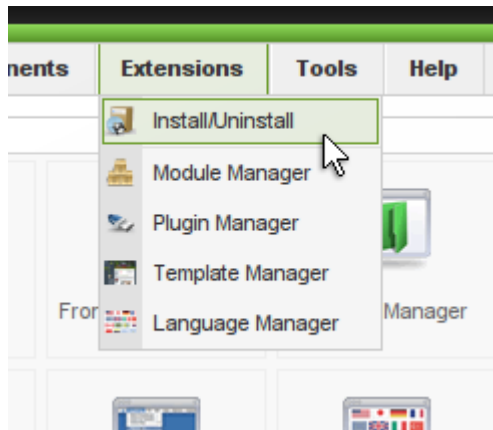 nents Extensions Tools Help
Install/Uninstall
Module Manager
Plugin Manager
Template Manager
Language Manager
Fror Manager